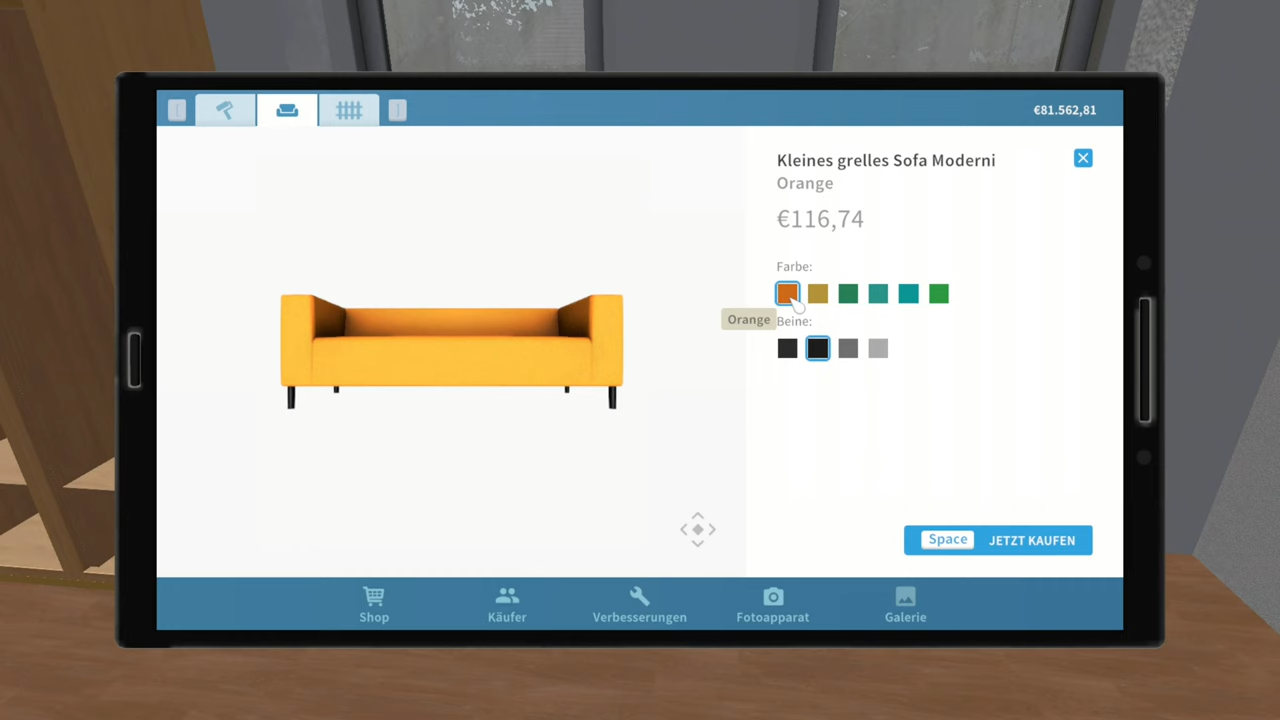 €81.562,81
Kleines grelles Sofa Moderni
Orange
€116,74
Farbe:
Orange
Beine:
Space JETZT KAUFEN
Shop
Käufer
Verbesserungen
Fotoapparat
Galerie